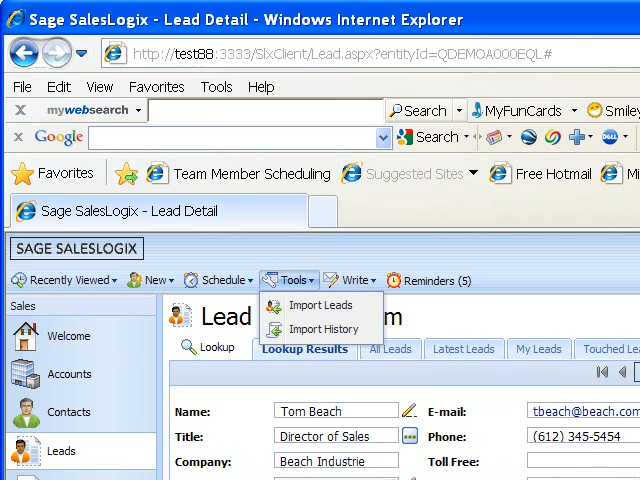 Sage SalesLogix - Lead Detail - Windows Internet Explorer
http://test88:3333/SlxClient/Lead.aspx?entityId=QDEMOA000EQL#
File Edit View Favorites Tools Help
X mywebsearch Search MyFunCards Smiley
x Google Search
Favorites Team Member Scheduling Suggested Sites Free Hotmail Mi
Sage SalesLogix - Lead Detail
SAGE SALESLOGIX
Recently Viewed New Schedule Tools Write Reminders (5)
Sales
Import Leads
Import History
Lead m
Welcome
Lookup Lookup Results All Leads Latest Leads My Leads Touched Lead
Accounts
Contacts
Leads
Name: Tom Beach E-mail: tbeach@beach.com
Title: Director of Sales Phone: (612) 345-5454
Company: Beach Industrie Toll Free: